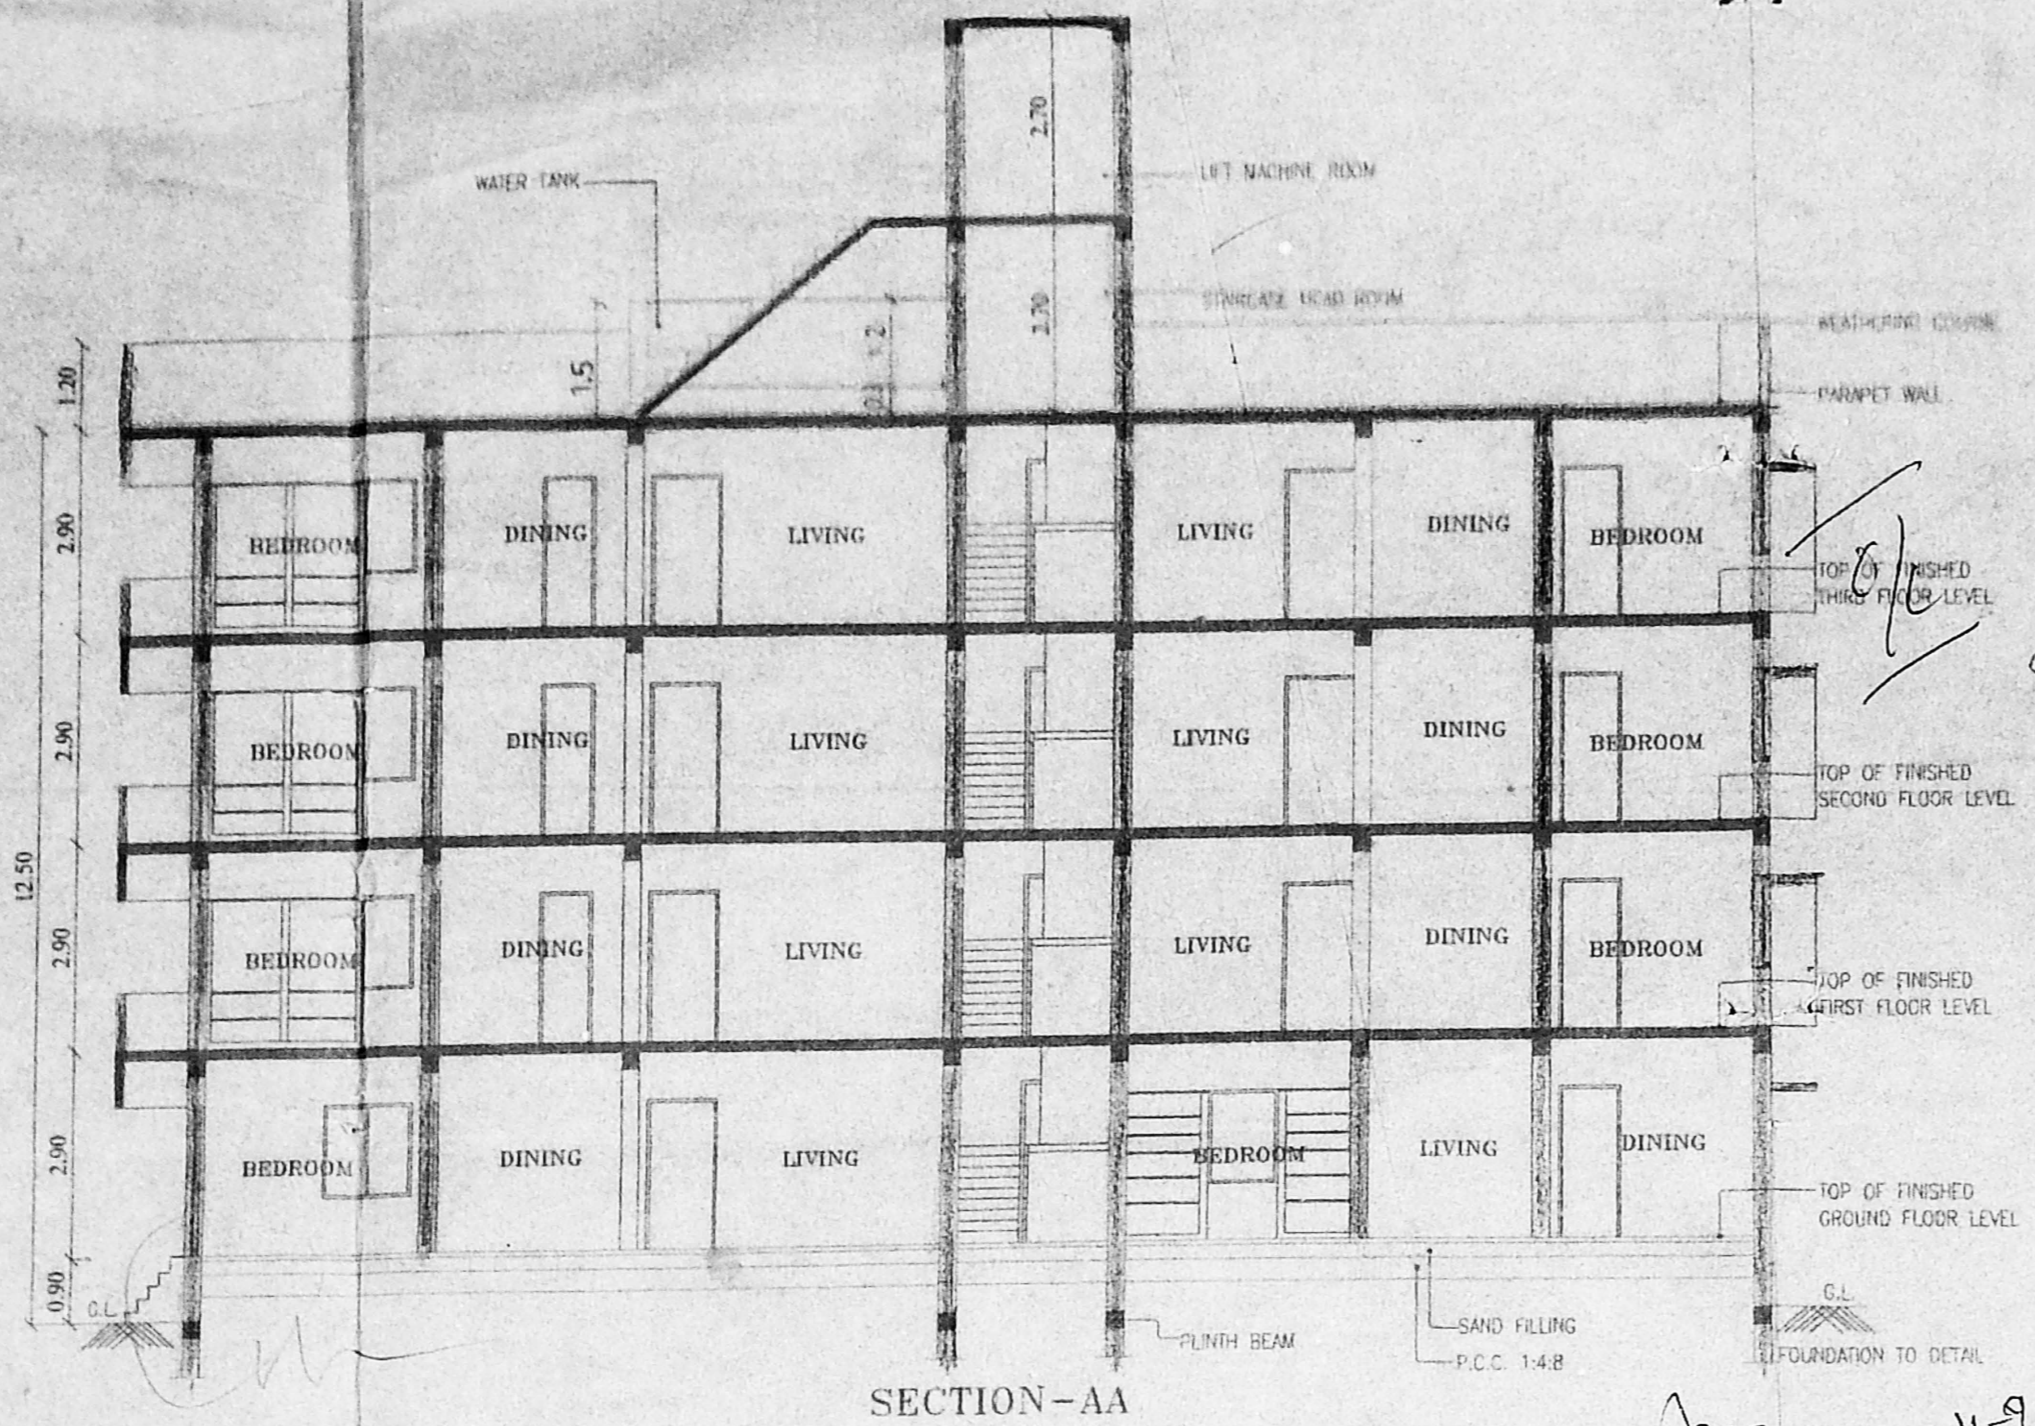 2.70
WATER TANK
LIFT MACHINE ROOM
STAIRCASE HEAD ROOM
2.70
WEATHERING COURSE
1.20
1.5
PARAPET WALL
2.90
BEDROOM DINING LIVING LIVING DINING BEDROOM
TOP OF FINISHED
THIRD FLOOR LEVEL
2.90
BEDROOM DINING LIVING LIVING DINING BEDROOM
TOP OF FINISHED
SECOND FLOOR LEVEL
12.50
2.90
BEDROOM DINING LIVING LIVING DINING BEDROOM
TOP OF FINISHED
FIRST FLOOR LEVEL
2.90
BEDROOM DINING LIVING BEDROOM LIVING DINING
TOP OF FINISHED
GROUND FLOOR LEVEL
0.90
G.L.
G.L.
PLINTH BEAM
SAND FILLING
P.C.C. 1:4:8
FOUNDATION TO DETAIL
SECTION-AA